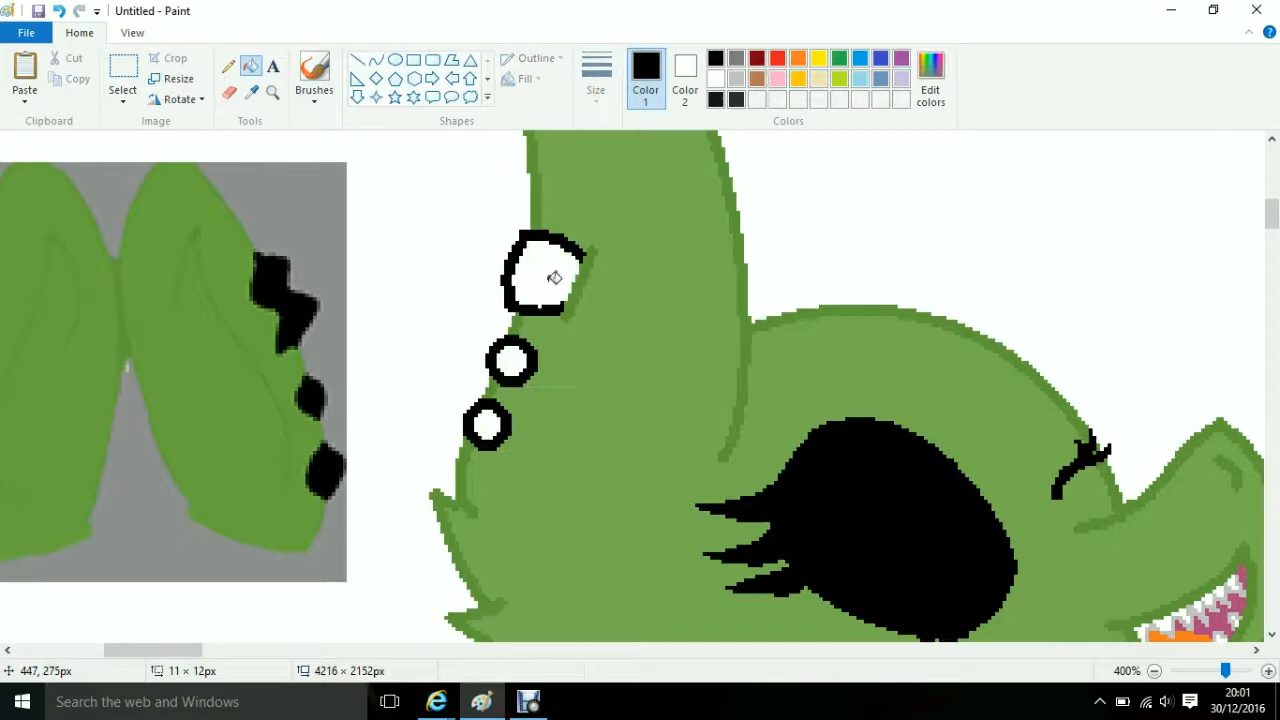 Untitled - Paint
File
Home
View
Paste
Cut
Copy
Clipboard
Select
Crop
Resize
Rotate
Image
A
Tools
Brushes
Outline
Fill
Shapes
Size
Color 1
Color 2
Edit colors
Colors
447, 275px
11 × 12px
4216 × 2152px
400%
Search the web and Windows
20:01
30/12/2016